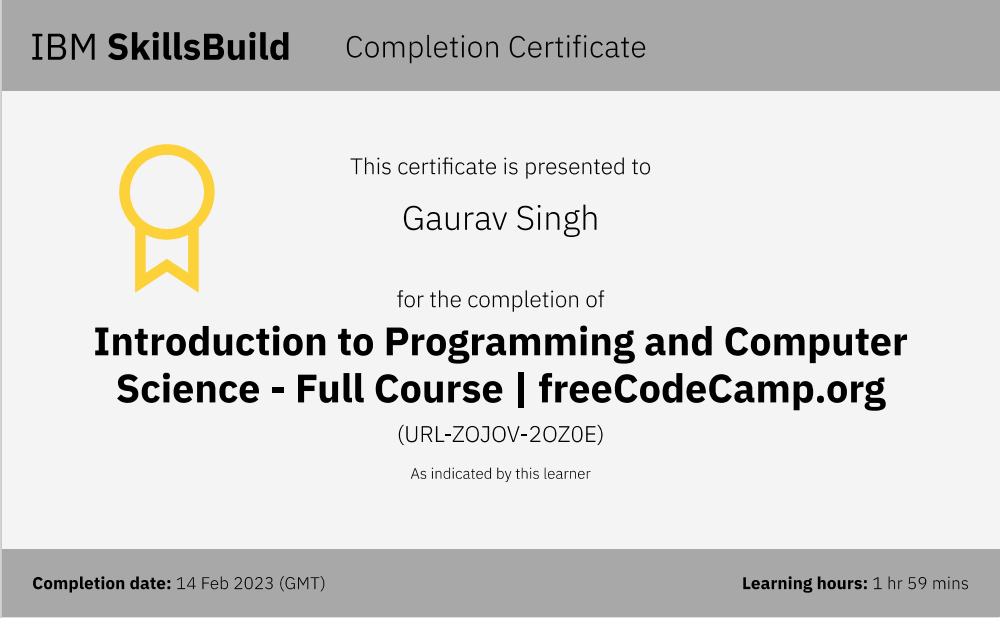 IBM SkillsBuild Completion Certificate
This certificate is presented to
Gaurav Singh
for the completion of
Introduction to Programming and Computer
Science - Full Course | freeCodeCamp.org
(URL-ZOJOV-2OZ0E)
As indicated by this learner
Completion date: 14 Feb 2023 (GMT) Learning hours: 1 hr 59 mins